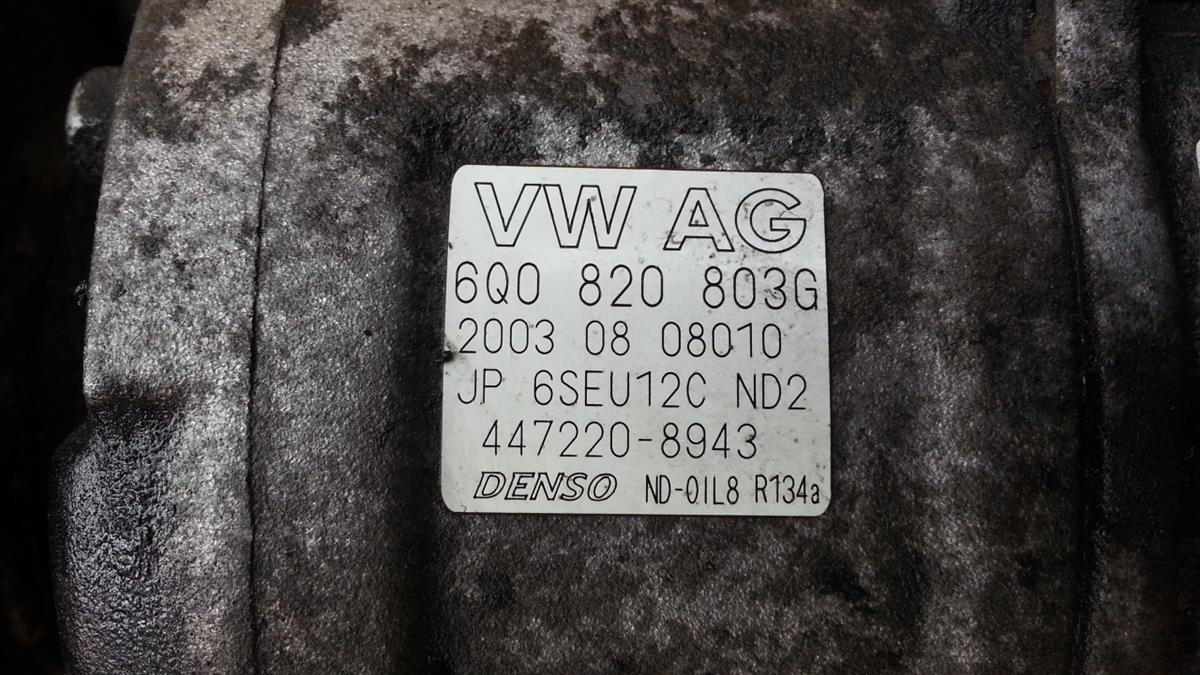 VW AG
6Q0 820 803G
2003 08 08010
JP 6SEU12C ND2
447220-8943
DENSO ND-OIL8 R134a